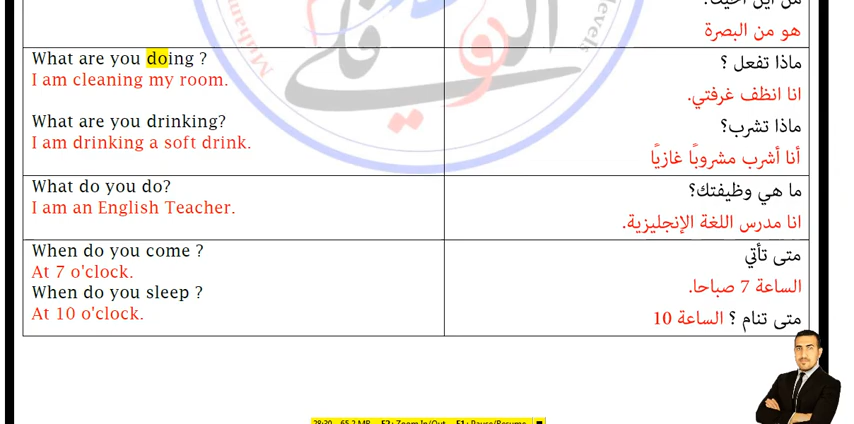 هو من البصرة
What are you doing ?
I am cleaning my room.
What are you drinking?
I am drinking a soft drink.
ماذا تفعل ؟
انا انظف غرفتي.
ماذا تشرب؟
أنا أشرب مشروبًا غازيًا
What do you do?
I am an English Teacher.
ما هي وظيفتك؟
انا مدرس اللغة الإنجليزية.
When do you come ?
At 7 o'clock.
When do you sleep ?
At 10 o'clock.
متى تأتي
الساعة 7 صباحا.
متى تنام ؟ الساعة 10